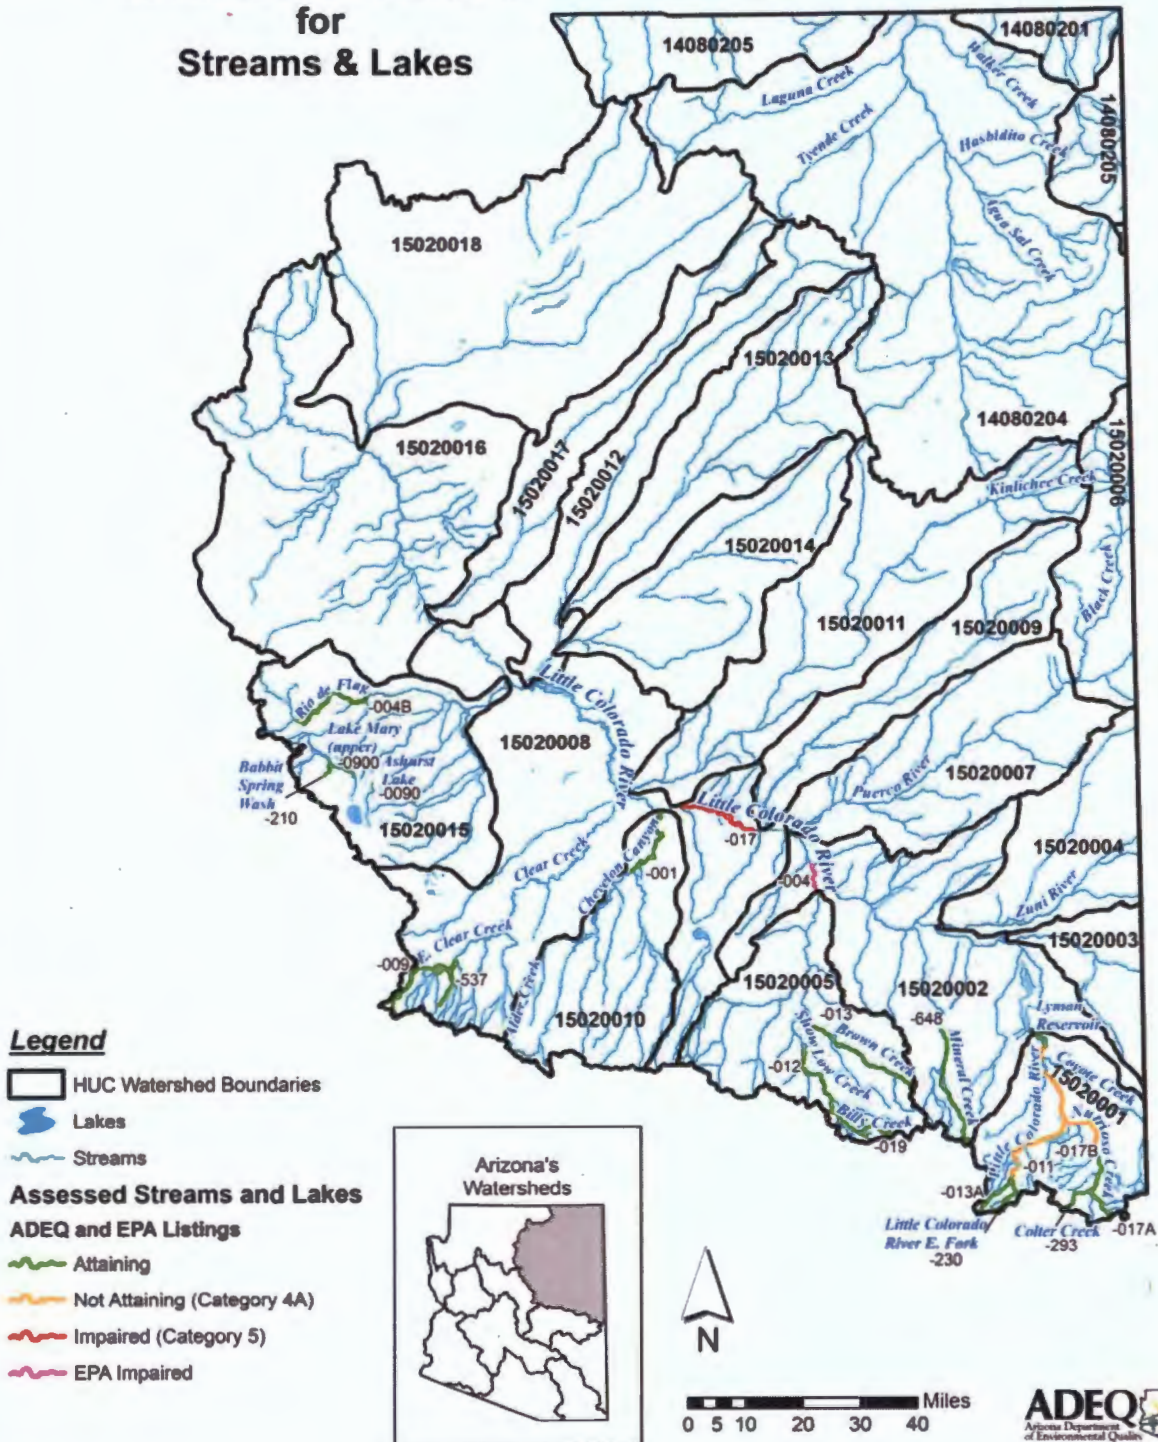 for
Streams & Lakes
14080205
14080201
Laguna Creek
Walker Creek
Tyende Creek
Hasbidito Creek
14080205
Agua Sal Creek
15020018
15020013
14080204
15020016
15020017
15020012
15020006
Kinlichee Creek
15020014
Black Creek
15020011
15020009
Rio de Flag
-004B
Little Colorado River
Lake Mary
(upper)
-0900
Ashurst
Lake
-0090
Babbit
Spring
Wash
-210
15020008
15020007
Puerco River
15020015
Little Colorado River
-017
15020004
Clear Creek
Chevelon Canyon
-001
-004
Zuni River
E. Clear Creek
15020003
-009
-537
15020005
15020002
Alder Creek
15020010
-013
-648
Lyman
Reservoir
Show Low Creek
Brown Creek
Mineral Creek
-012
Little Colorado River
Coyote Creek
15020001
Billy Creek
-019
Nutrioso Creek
-017B
-011
-013A
Little Colorado
River E. Fork
-230
Colter Creek
-293
-017A
Legend
HUC Watershed Boundaries
Lakes
Streams
Assessed Streams and Lakes
ADEQ and EPA Listings
Attaining
Not Attaining (Category 4A)
Impaired (Category 5)
EPA Impaired
Arizona's
Watersheds
N
Miles
0 5 10 20 30 40
ADEQ
Arizona Department
of Environmental Quality